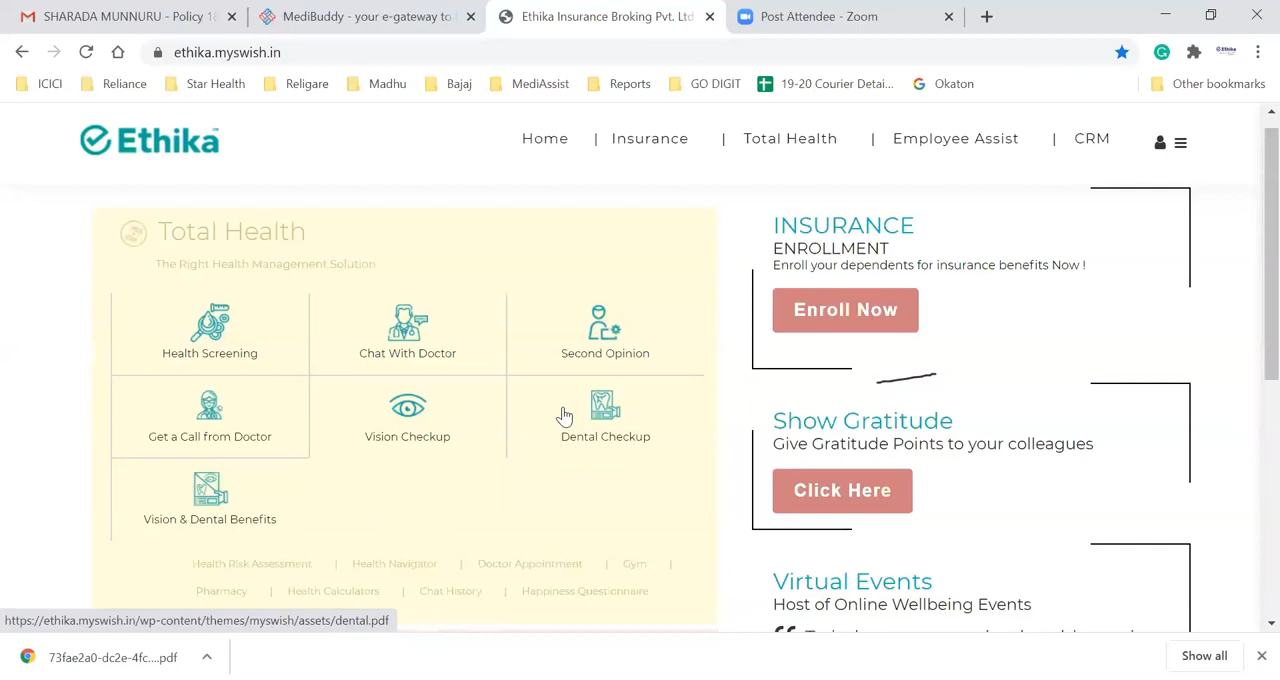 SHARADA MUNNURU - Policy 18
MediBuddy - your e-gateway to
Ethika Insurance Broking Pvt. Ltd
Post Attendee - Zoom
ethika.myswish.in
ICICI
Reliance
Star Health
Religare
Madhu
Bajaj
MediAssist
Reports
GO DIGIT
19-20 Courier Detai...
Okaton
Other bookmarks
Ethika
Home | Insurance | Total Health | Employee Assist | CRM
Total Health
The Right Health Management Solution
Health Screening
Chat With Doctor
Second Opinion
Get a Call from Doctor
Vision Checkup
Dental Checkup
Vision & Dental Benefits
Health Risk Assessment | Health Navigator | Doctor Appointment | Gym |
Pharmacy | Health Calculators | Chat History | Happiness Questionnaire
INSURANCE
ENROLLMENT
Enroll your dependents for insurance benefits Now !
Enroll Now
Show Gratitude
Give Gratitude Points to your colleagues
Click Here
Virtual Events
Host of Online Wellbeing Events
https://ethika.myswish.in/wp-content/themes/myswish/assets/dental.pdf
73fae2a0-dc2e-4fc....pdf
Show all